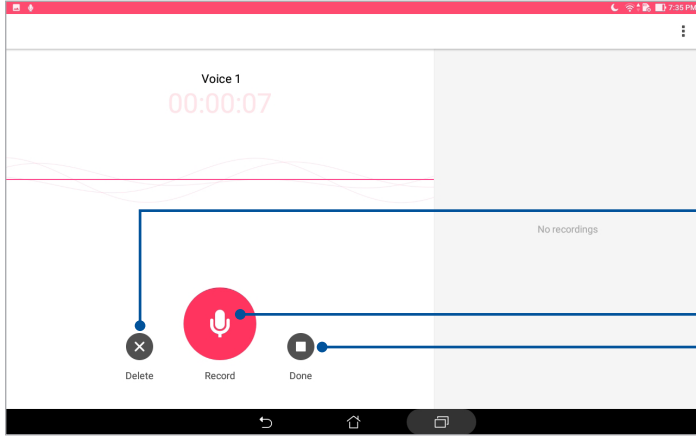 7:35 PM
Voice 1
00:00:07
No recordings
Delete
Record
Done